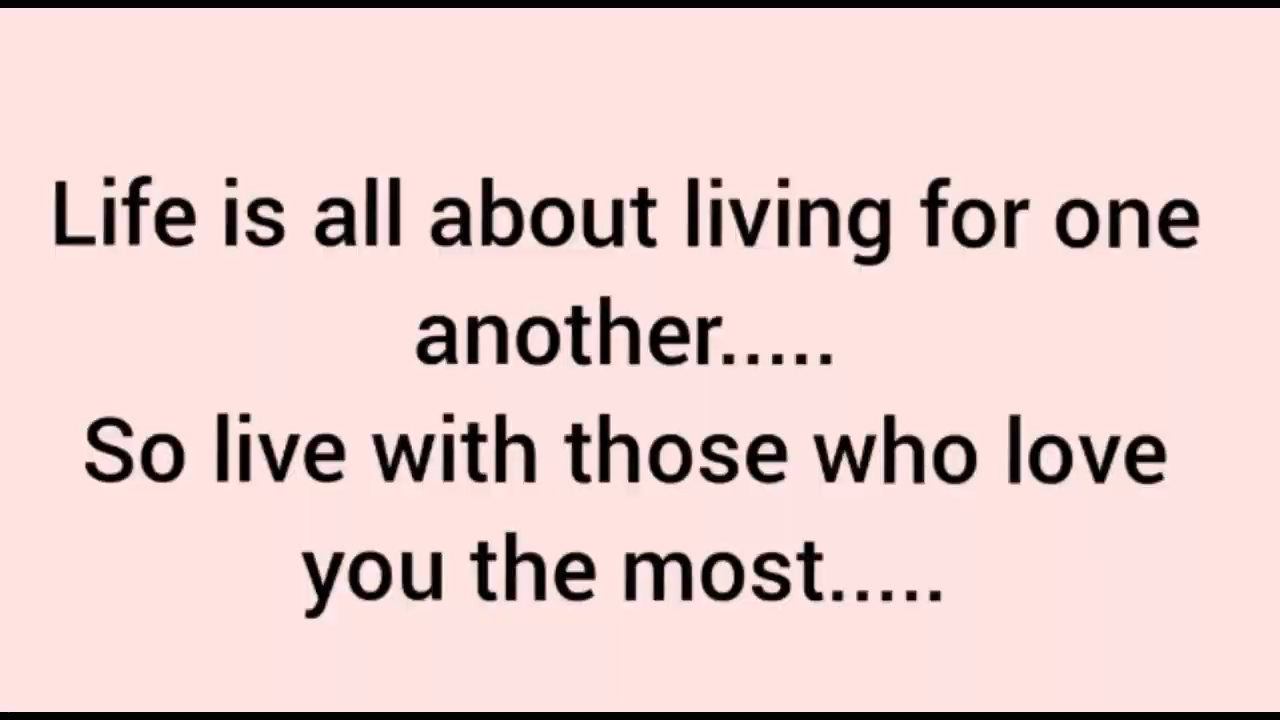 Life is all about living for one
another.....
So live with those who love
you the most.....